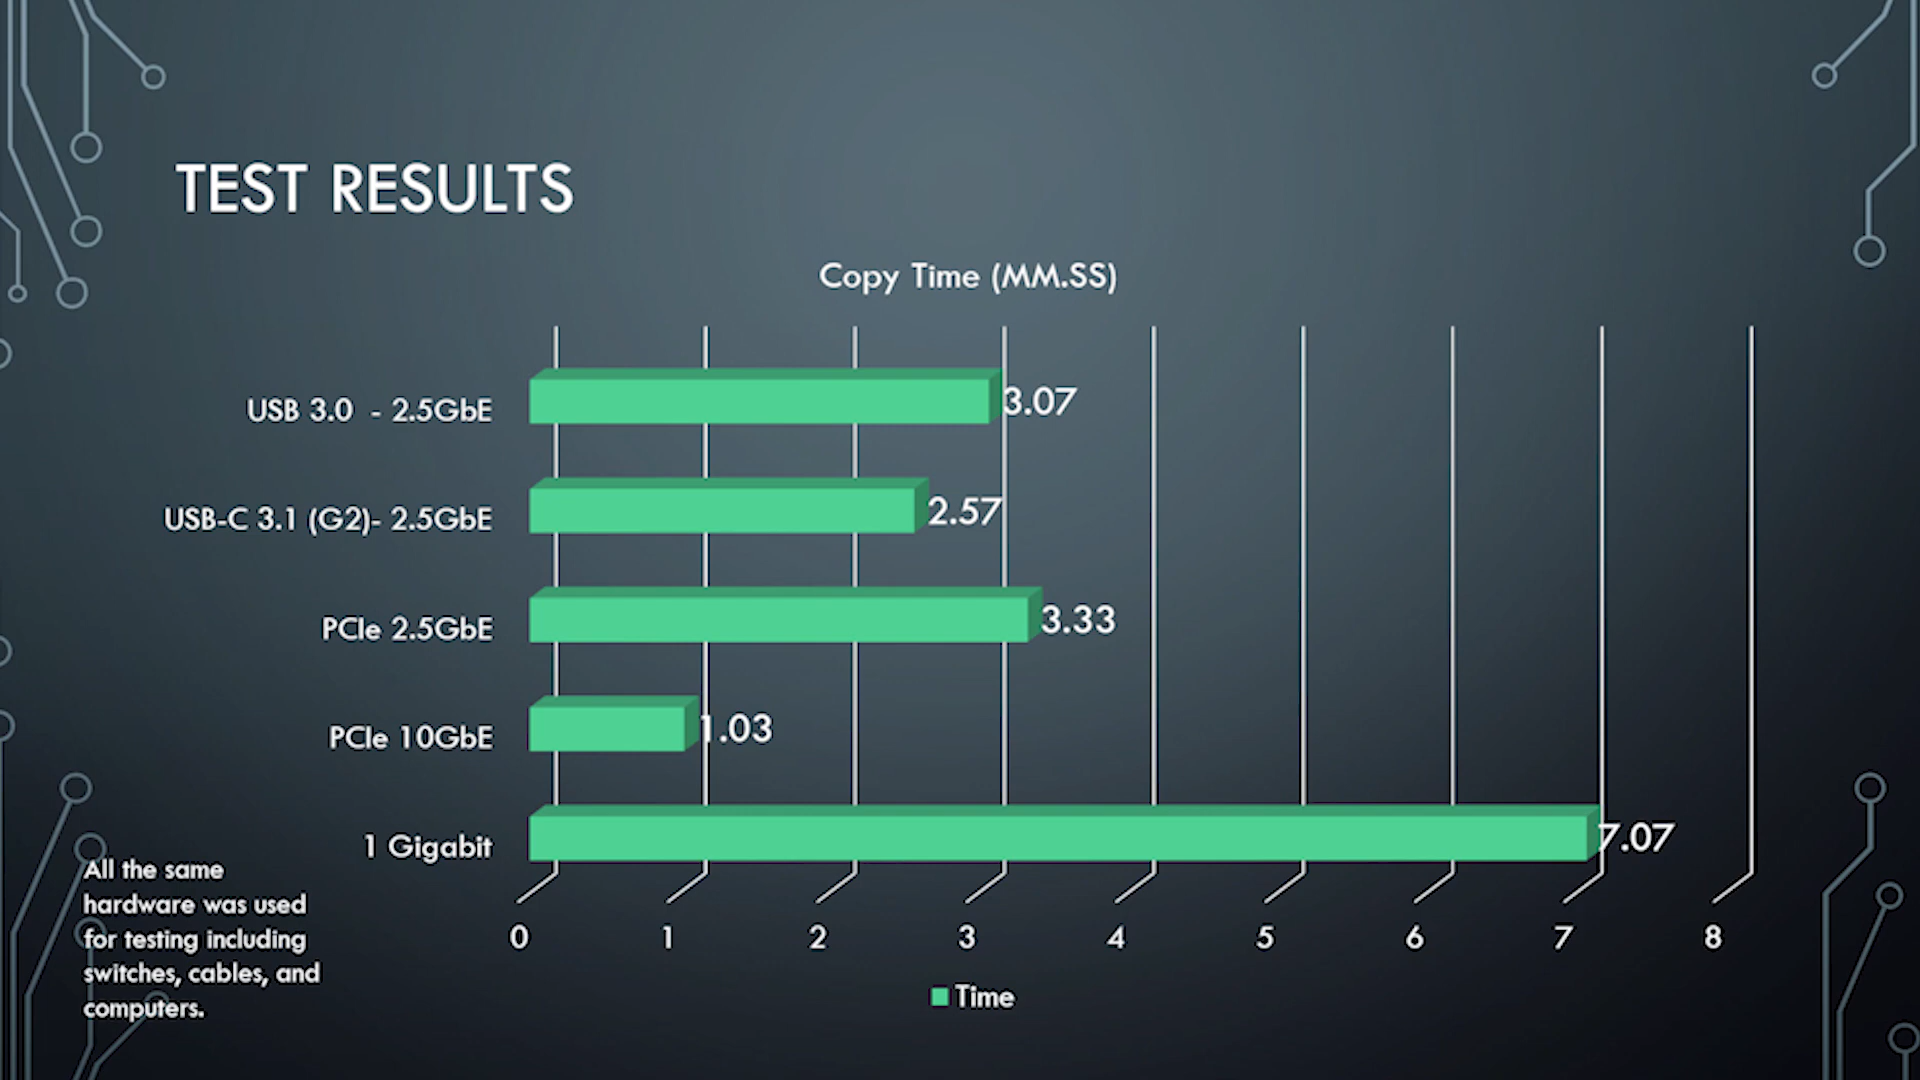 TEST RESULTS
Copy Time (MM.SS)
USB 3.0  - 2.5GbE
3.07
USB-C 3.1 (G2)- 2.5GbE
2.57
PCIe 2.5GbE
3.33
PCIe 10GbE
1.03
1 Gigabit
7.07
0 1 2 3 4 5 6 7 8
Time
All the same
hardware was used
for testing including
switches, cables, and
computers.